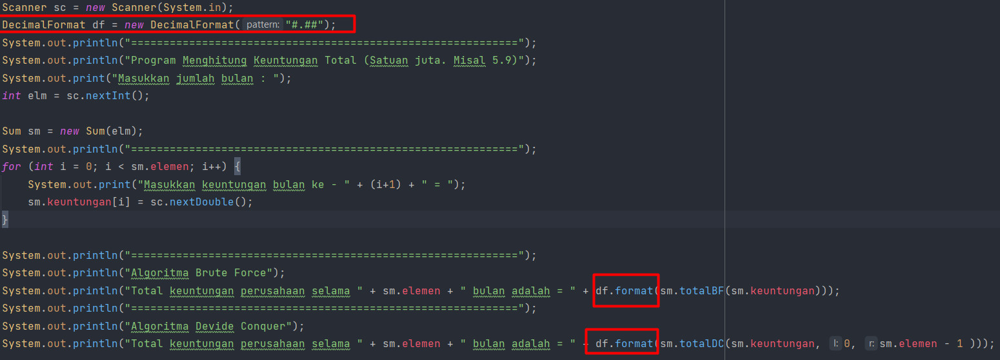 Scanner sc = new Scanner(System.in);
DecimalFormat df = new DecimalFormat( pattern: "#.##");
System.out.println("============================================================");
System.out.println("Program Menghitung Keuntungan Total (Satuan juta. Misal 5.9)");
System.out.print("Masukkan jumlah bulan : ");
int elm = sc.nextInt();
Sum sm = new Sum(elm);
System.out.println("============================================================");
for (int i = 0; i < sm.elemen; i++) {
System.out.print("Masukkan keuntungan bulan ke - " + (i+1) + " = ");
sm.keuntungan[i] = sc.nextDouble();
}
System.out.println("============================================================");
System.out.println("Algoritma Brute Force");
System.out.println("Total keuntungan perusahaan selama " + sm.elemen + " bulan adalah = " + df.format(sm.totalBF(sm.keuntungan)));
System.out.println("============================================================");
System.out.println("Algoritma Devide Conquer");
System.out.println("Total keuntungan perusahaan selama " + sm.elemen + " bulan adalah = " + df.format(sm.totalDC(sm.keuntungan, l: 0, r: sm.elemen - 1 )));